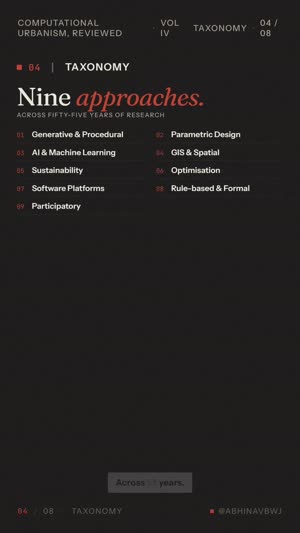 COMPUTATIONAL URBANISM, REVIEWED · VOL IV TAXONOMY · 04 / 08
04 | TAXONOMY
Nine approaches.
ACROSS FIFTY-FIVE YEARS OF RESEARCH
01 Generative & Procedural
02 Parametric Design
03 AI & Machine Learning
04 GIS & Spatial
05 Sustainability
06 Optimisation
07 Software Platforms
08 Rule-based & Formal
09 Participatory
Across years.
04 / 08 TAXONOMY
@ABHINAVBWJ